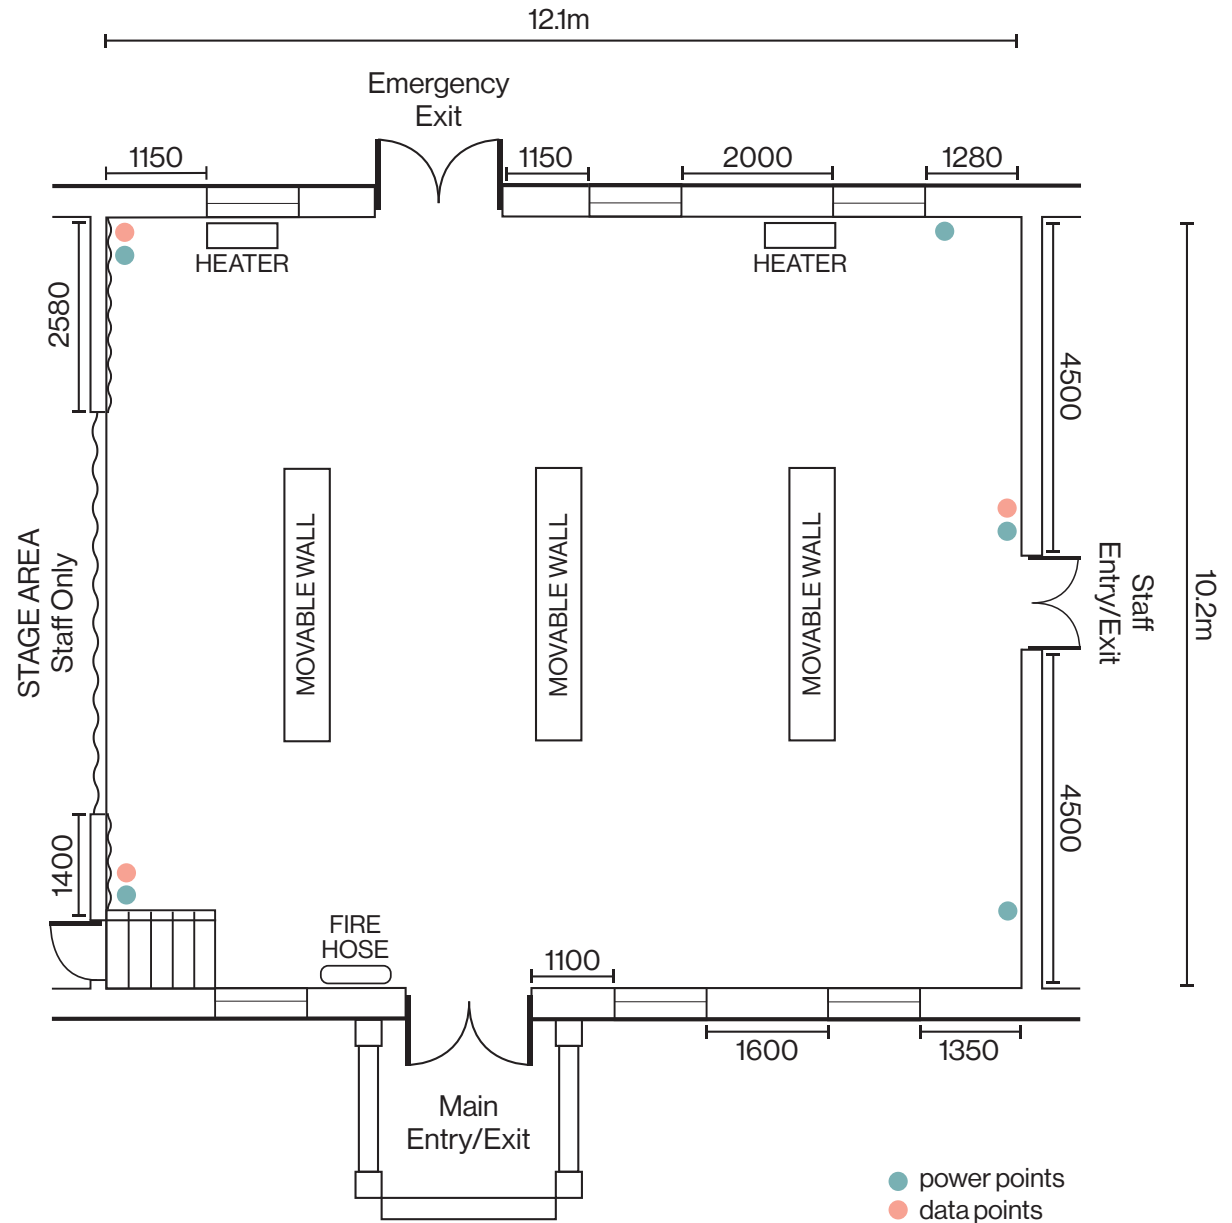 12.1m
Emergency
Exit
1150
1150
2000
1280
HEATER
HEATER
2580
4500
STAGE AREA
Staff Only
MOVABLE WALL
MOVABLE WALL
MOVABLE WALL
Staff
Entry/Exit
10.2m
1400
4500
FIRE
HOSE
1100
1600
1350
Main
Entry/Exit
power points
data points